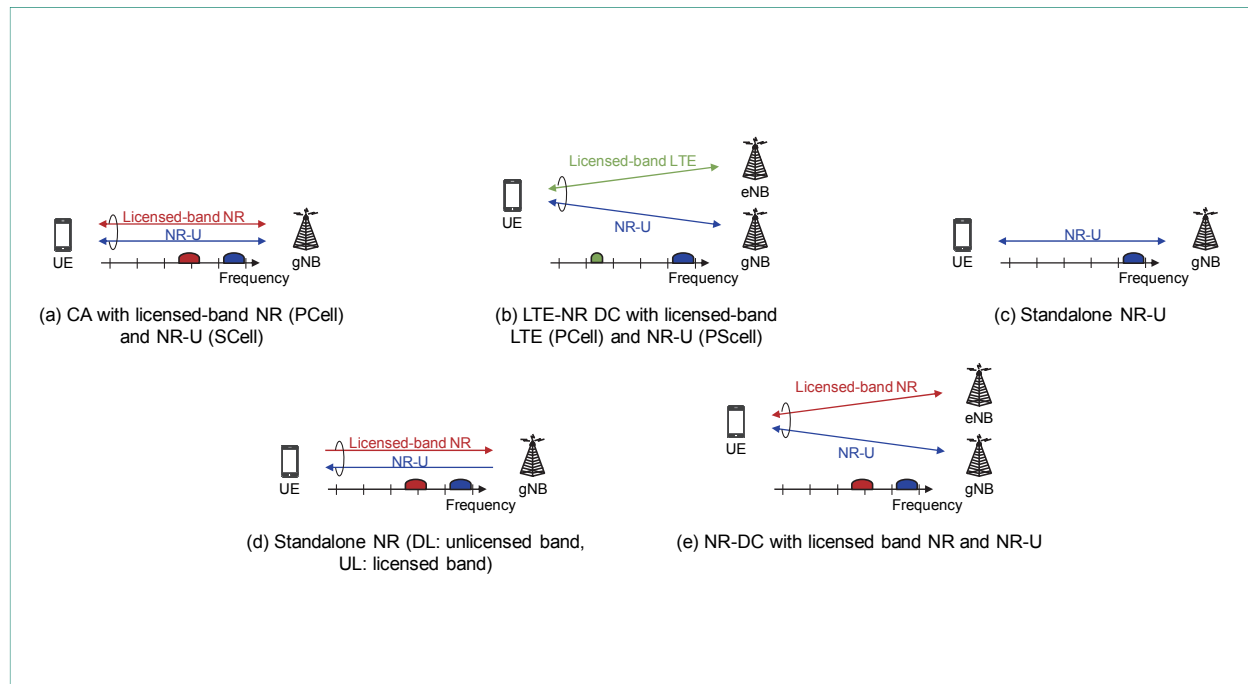 Licensed-band NR
NR-U
UE
gNB
Frequency
(a) CA with licensed-band NR (PCell)
and NR-U (SCell)
Licensed-band LTE
eNB
UE
NR-U
gNB
Frequency
(b) LTE-NR DC with licensed-band
LTE (PCell) and NR-U (PScell)
NR-U
UE
gNB
Frequency
(c) Standalone NR-U
Licensed-band NR
NR-U
UE
gNB
Frequency
(d) Standalone NR (DL: unlicensed band,
UL: licensed band)
Licensed-band NR
eNB
UE
NR-U
gNB
Frequency
(e) NR-DC with licensed band NR and NR-U